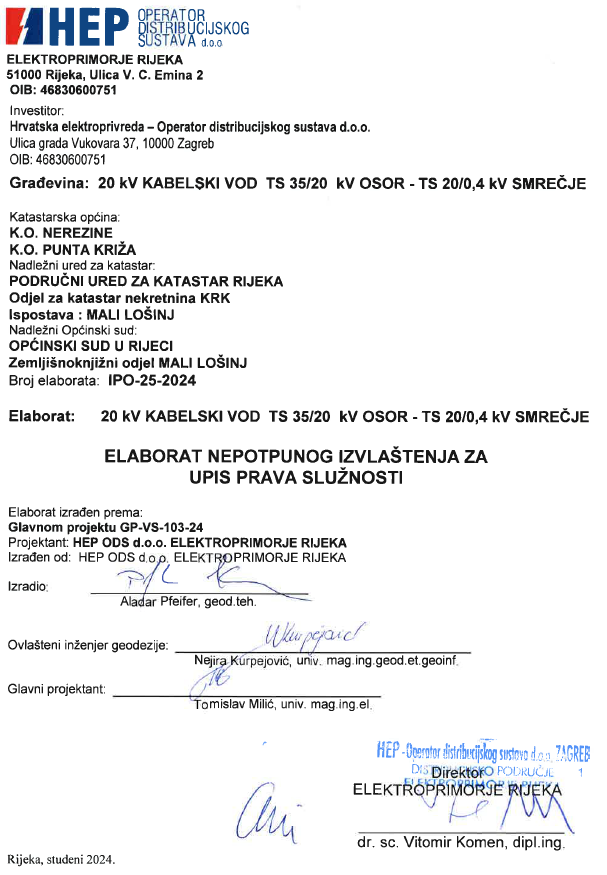 HEP OPERATOR
DISTRIBUCIJSKOG
SUSTAVA d.o.o
ELEKTROPRIMORJE RIJEKA
51000 Rijeka, Ulica V. C. Emina 2
OIB: 46830600751
Investitor:
Hrvatska elektroprivreda – Operator distribucijskog sustava d.o.o.
Ulica grada Vukovara 37, 10000 Zagreb
OIB: 46830600751
Građevina: 20 kV KABELSKI VOD TS 35/20 kV OSOR - TS 20/0,4 kV SMREČJE
Katastarska općina:
K.O. NEREZINE
K.O. PUNTA KRIŽA
Nadležni ured za katastar:
PODRUČNI URED ZA KATASTAR RIJEKA
Odjel za katastar nekretnina KRK
Ispostava : MALI LOŠINJ
Nadležni Općinski sud:
OPĆINSKI SUD U RIJECI
Zemljišnoknjižni odjel MALI LOŠINJ
Broj elaborata: IPO-25-2024
Elaborat: 20 kV KABELSKI VOD TS 35/20 kV OSOR - TS 20/0,4 kV SMREČJE
ELABORAT NEPOTPUNOG IZVLAŠTENJA ZA
UPIS PRAVA SLUŽNOSTI
Elaborat izrađen prema:
Glavnom projektu GP-VS-103-24
Projektant: HEP ODS d.o.o. ELEKTROPRIMORJE RIJEKA
Izrađen od: HEP ODS d.o.o. ELEKTROPRIMORJE RIJEKA
Izradio:
Aladar Pfeifer, geod.teh.
Ovlašteni inženjer geodezije:
Nejira Kurpejović, univ. mag.ing.geod.et.geoinf.
Glavni projektant:
Tomislav Milić, univ. mag.ing.el.
HEP - Operator distribucijskog sustava d.o.o. ZAGREB
DISTRIBUCIJSKO PODRUČJE 1
ELEKTROPRIMORJE RIJEKA
Direktor
ELEKTROPRIMORJE RIJEKA
dr. sc. Vitomir Komen, dipl.ing.
Rijeka, studeni 2024.